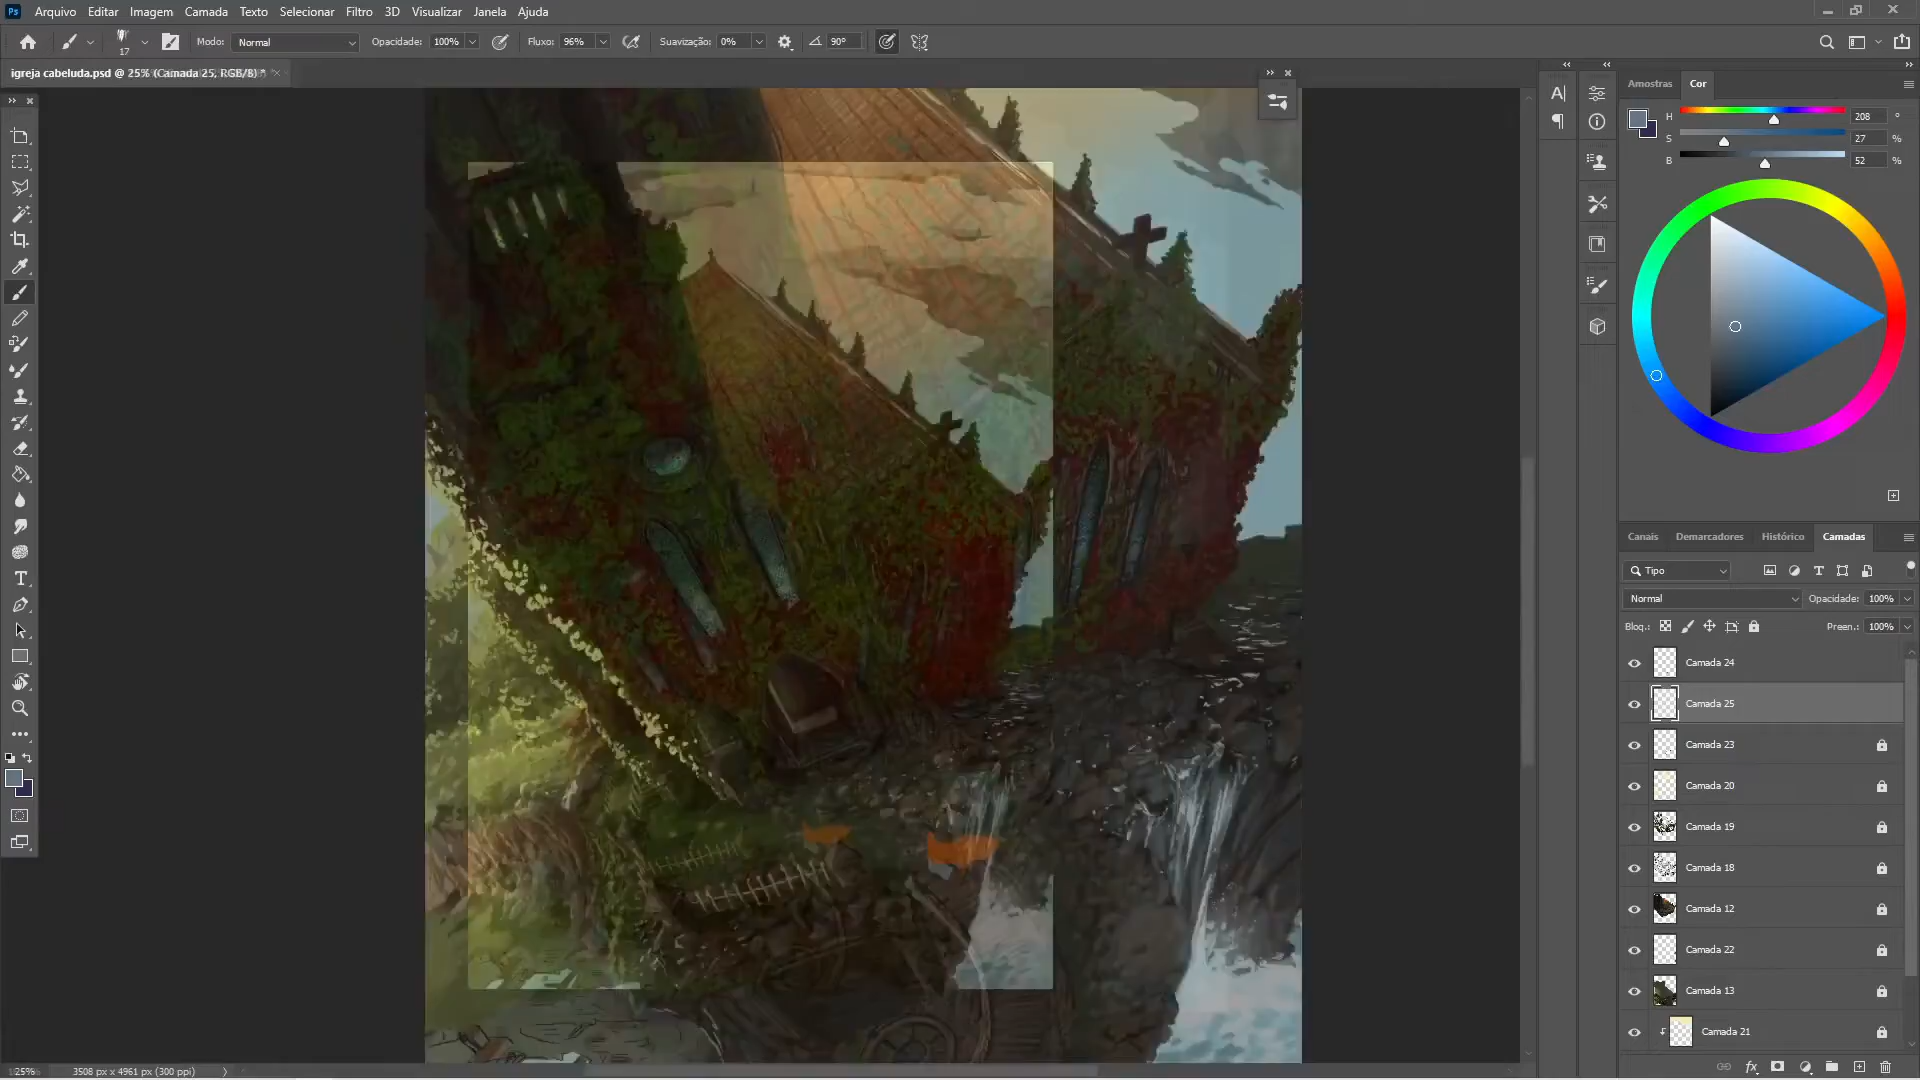 Ps Arquivo Editar Imagem Camada Texto Selecionar Filtro 3D Visualizar Janela Ajuda
17 Modo: Normal Opacidade: 100% Fluxo: 96% Suavização: 0% 90°
igreja cabeluda.psd @ 25% (Camada 25, RGB/8) *
Amostras Cor
H 208 °
S 27 %
B 52 %
Canais Demarcadores Histórico Camadas
Tipo
Normal Opacidade: 100%
Bloq.: Preen.: 100%
Camada 24
Camada 25
Camada 23
Camada 20
Camada 19
Camada 18
Camada 12
Camada 22
Camada 13
Camada 21
25% 3508 px x 4961 px (300 ppi)